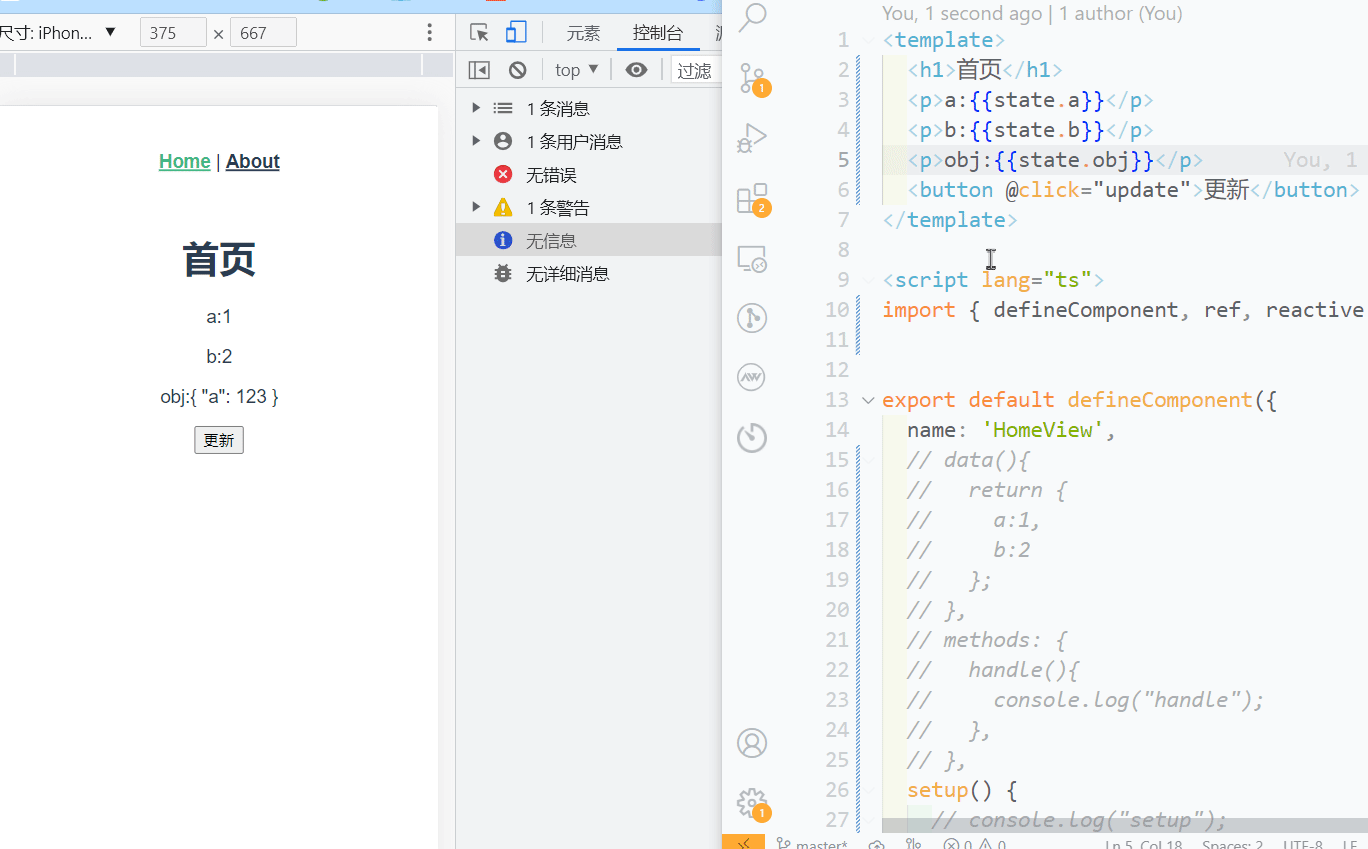 尺寸: iPhon... ▼ 375 × 667
Home | About
首页
a:1
b:2
obj:{ "a": 123 }
更新
元素 控制台
top ▼ 过滤
1 条消息
1 条用户消息
无错误
1 条警告
无信息
无详细消息
1
2
1
You, 1 second ago | 1 author (You)
1 <template>
2 <h1>首页</h1>
3 <p>a:{{state.a}}</p>
4 <p>b:{{state.b}}</p>
5 <p>obj:{{state.obj}}</p> You, 1
6 <button @click="update">更新</button>
7 </template>
8
9 <script lang="ts">
10 import { defineComponent, ref, reactive
11
12
13 export default defineComponent({
14 name: 'HomeView',
15 // data(){
16 // return {
17 // a:1,
18 // b:2
19 // };
20 // },
21 // methods: {
22 // handle(){
23 // console.log("handle");
24 // },
25 // },
26 setup() {
27 // console.log("setup");
master* 0 0 Ln 5, Col 18 Spaces: 2 UTF-8 LF